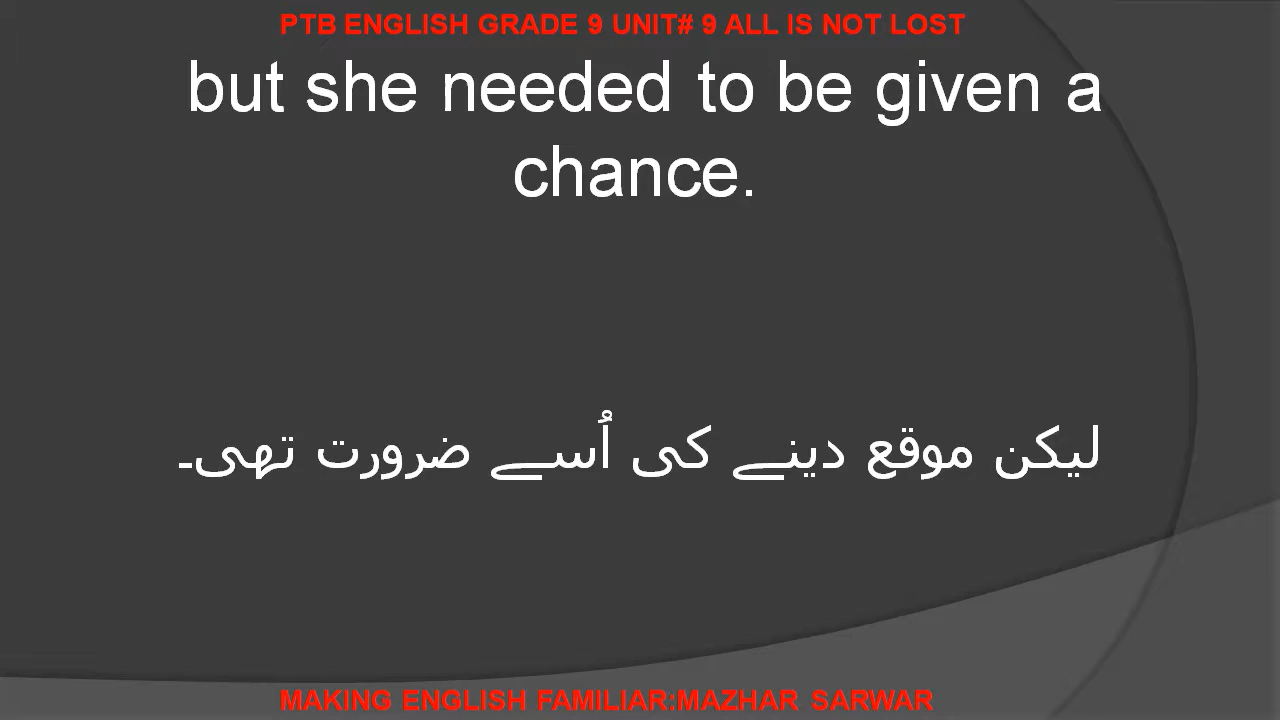 PTB ENGLISH GRADE 9 UNIT# 9 ALL IS NOT LOST
but she needed to be given a
chance.
لیکن موقع دینے کی اُسے ضرورت تھی۔
MAKING ENGLISH FAMILIAR:MAZHAR SARWAR